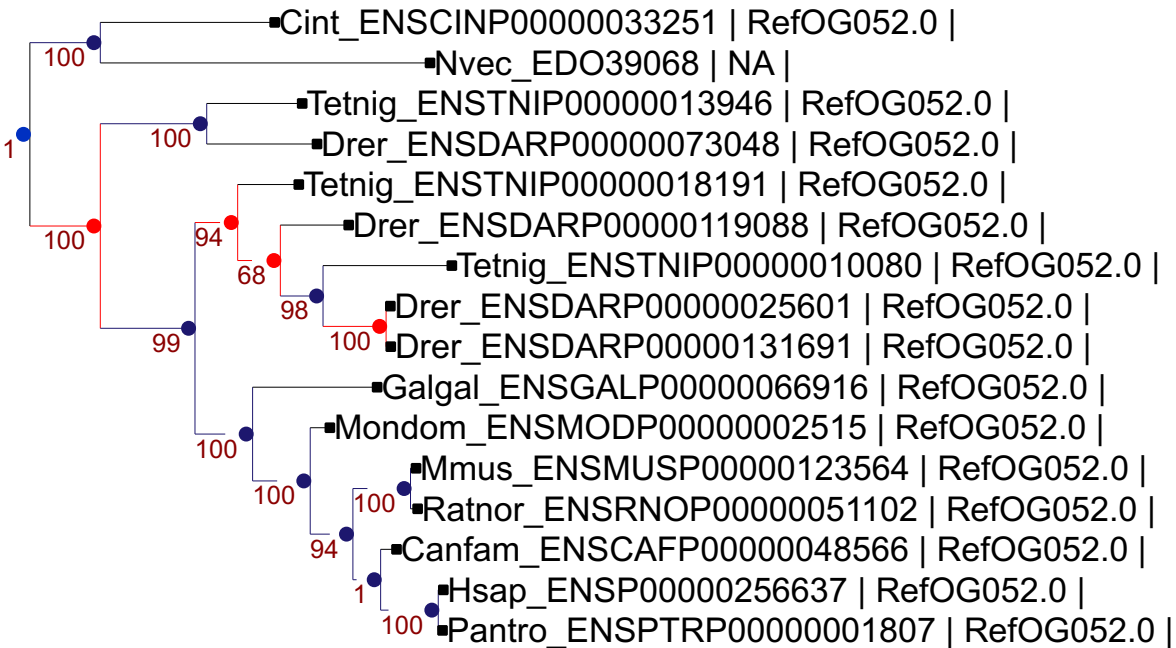 Cint_ENSCINP00000033251 | RefOG052.0 |
100
Nvec_EDO39068 | NA |
Tetnig_ENSTNIP00000013946 | RefOG052.0 |
100
1
Drer_ENSDARP00000073048 | RefOG052.0 |
Tetnig_ENSTNIP00000018191 | RefOG052.0 |
Drer_ENSDARP00000119088 | RefOG052.0 |
100
94
Tetnig_ENSTNIP00000010080 | RefOG052.0 |
68
Drer_ENSDARP00000025601 | RefOG052.0 |
98
100
99
Drer_ENSDARP00000131691 | RefOG052.0 |
Galgal_ENSGALP00000066916 | RefOG052.0 |
Mondom_ENSMODP00000002515 | RefOG052.0 |
100
Mmus_ENSMUSP00000123564 | RefOG052.0 |
100
100
Ratnor_ENSRNOP00000051102 | RefOG052.0 |
94
Canfam_ENSCAFP00000048566 | RefOG052.0 |
1
Hsap_ENSP00000256637 | RefOG052.0 |
100
Pantro_ENSPTRP00000001807 | RefOG052.0 |